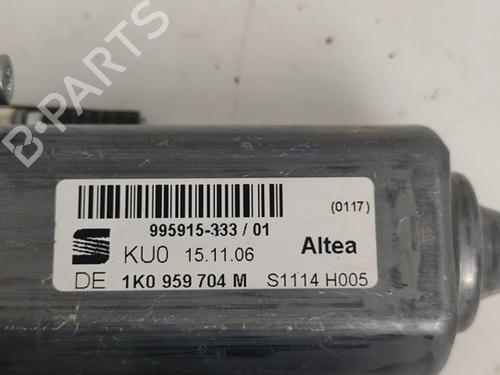 B-PARTS
(0117)
995915-333 / 01
KU0 15.11.06 Altea
DE 1K0 959 704 M S1114 H005